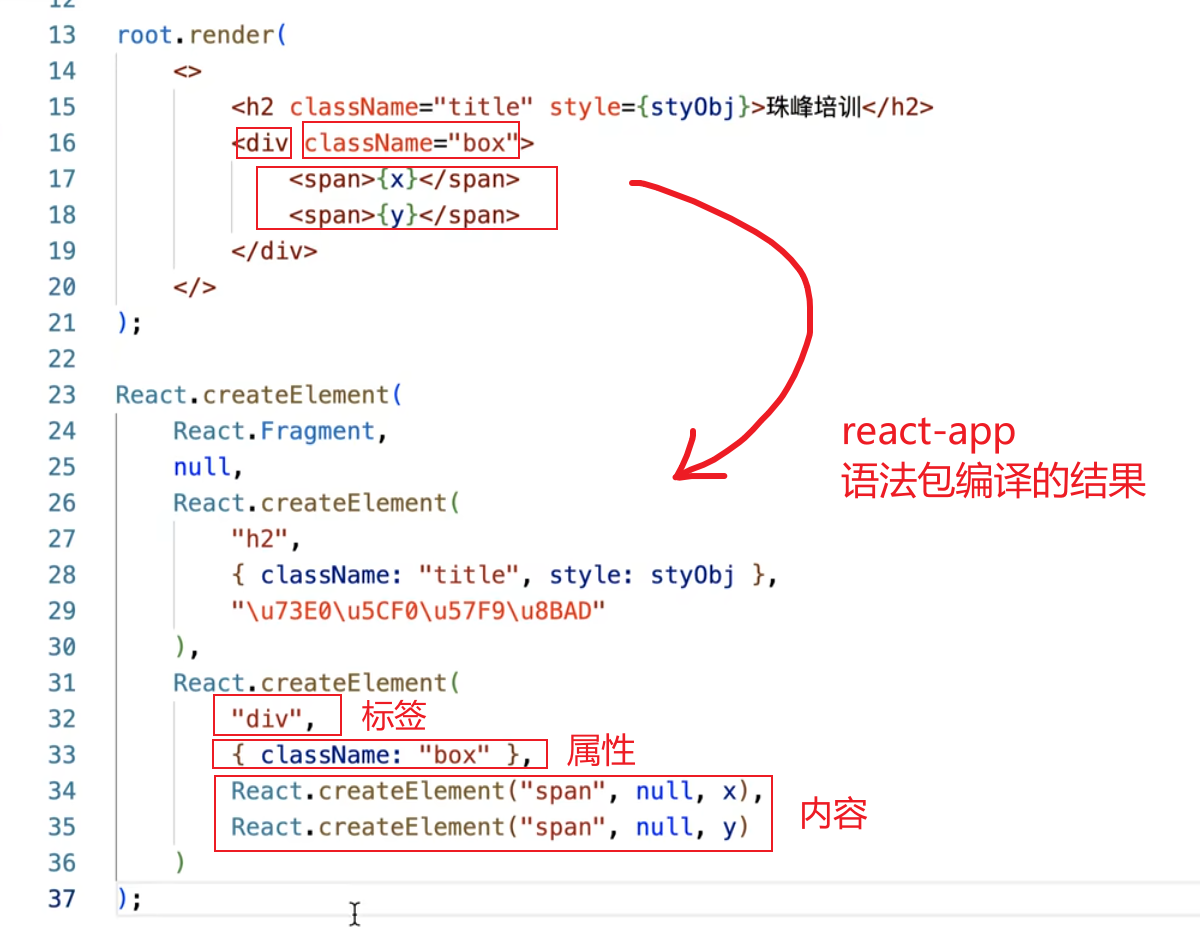 12
13 root.render(
14 <>
15 <h2 className="title" style={styObj}>珠峰培训</h2>
16 <div className="box">
17 <span>{x}</span>
18 <span>{y}</span>
19 </div>
20 </>
21 );
22
23 React.createElement(
24 React.Fragment,
react-app
25 null,
语法包编译的结果
26 React.createElement(
27 "h2",
28 { className: "title", style: styObj },
29 "\u73E0\u5CF0\u57F9\u8BAD"
30 ),
31 React.createElement(
32 "div", 标签
33 { className: "box" }, 属性
34 React.createElement("span", null, x),
内容
35 React.createElement("span", null, y)
36 )
37 );